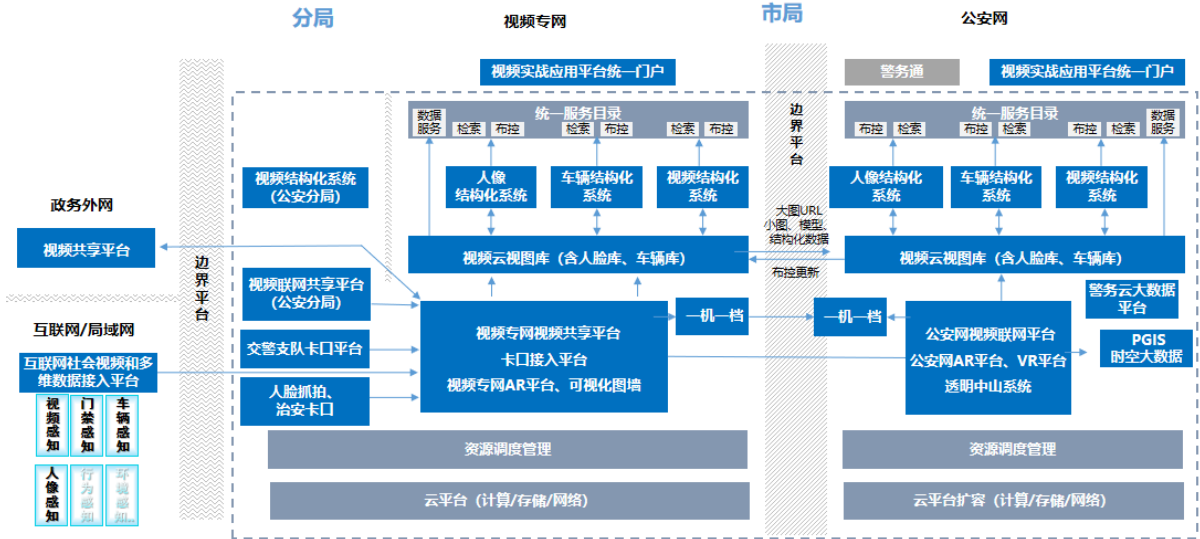 分局
视频专网
市局
公安网
视频实战应用平台统一门户
警务通
视频实战应用平台统一门户
统一服务目录
数据
服务
检索
布控
检索
布控
检索
布控
边界平台
统一服务目录
布控
检索
布控
检索
布控
检索
数据
服务
视频结构化系统
(公安分局)
人像
结构化系统
车辆结构化
系统
视频结构化
系统
人像结构化
系统
车辆结构化
系统
视频结构化
系统
政务外网
视频共享平台
边界平台
大图URL
小图、模型、
结构化数据
视频云视图库（含人脸库、车辆库）
视频云视图库（含人脸库、车辆库）
布控更新
视频联网共享平台
(公安分局)
警务云大数据
平台
互联网/局域网
视频专网视频共享平台
卡口接入平台
视频专网AR平台、可视化图墙
一机一档
一机一档
公安网视频联网平台
公安网AR平台、VR平台
透明中山系统
PGIS
时空大数据
交警支队卡口平台
互联网社会视频和多
维数据接入平台
人脸抓拍、
治安卡口
视频感知
门禁感知
车辆感知
人像感知
行为感知
环境感知...
资源调度管理
资源调度管理
云平台（计算/存储/网络）
云平台扩容（计算/存储/网络）